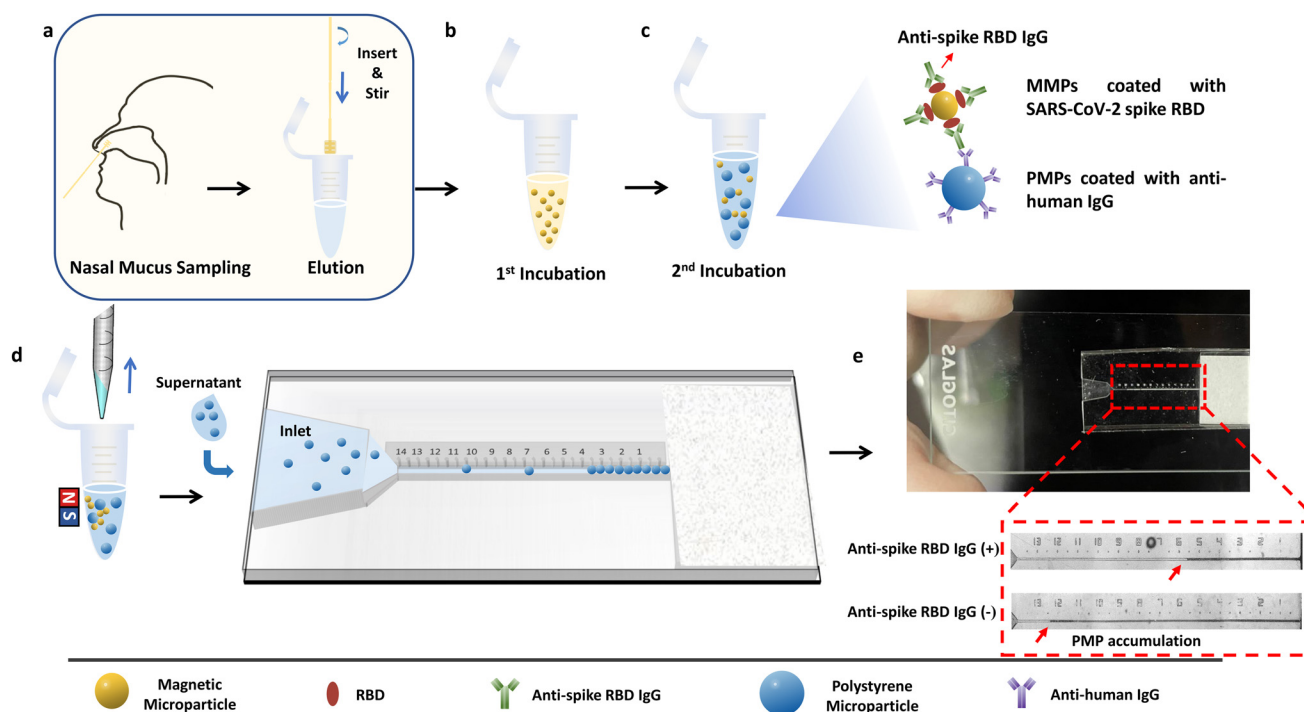 a
Insert
&
Stir
Nasal Mucus Sampling
Elution
b
1st Incubation
c
2nd Incubation
Anti-spike RBD IgG
MMPs coated with
SARS-CoV-2 spike RBD
PMPs coated with anti-
human IgG
d
N
S
Supernatant
Inlet
14 13 12 11 10 9 8 7 6 5 4 3 2 1
e
CITOGLAS
Anti-spike RBD IgG (+)
Anti-spike RBD IgG (-)
PMP accumulation
Magnetic
Microparticle
RBD
Anti-spike RBD IgG
Polystyrene
Microparticle
Anti-human IgG